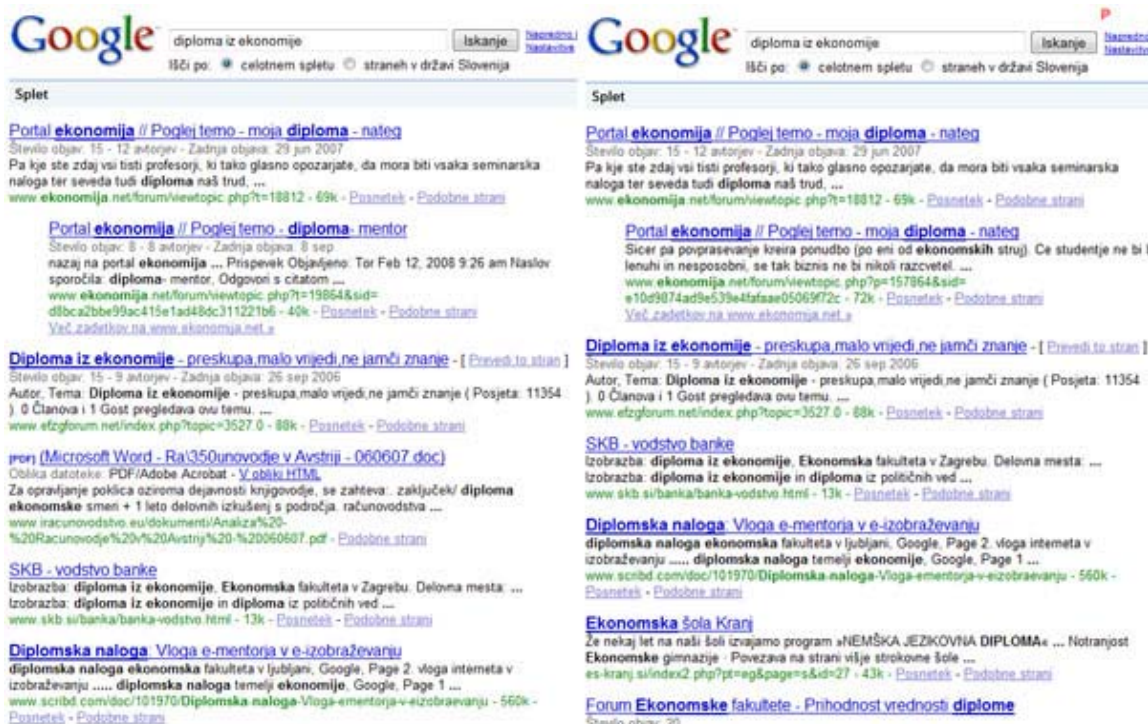 Google diploma iz ekonomije Iskanje Napredno
Nastavitve
Išči po: celotnem spletu straneh v državi Slovenija
Splet
Portal ekonomija // Poglej temo - moja diploma - nateg
Število objav: 15 - 12 avtorjev - Zadnja objava: 29 jun 2007
Pa kje ste zdaj vsi tisti profesorji, ki tako glasno opozarjate, da mora biti vsaka seminarska
naloga ter seveda tudi diploma naš trud, ...
www.ekonomija.net/forum/viewtopic.php?t=18812 - 69k - Posnetek - Podobne strani
Portal ekonomija // Poglej temo - diploma- mentor
Število objav: 8 - 8 avtorjev - Zadnja objava: 8 sep
nazaj na portal ekonomija ... Prispevek Objavljeno: Tor Feb 12, 2008 9:26 am Naslov
sporočila: diploma- mentor, Odgovori s citatom ...
www.ekonomija.net/forum/viewtopic.php?t=19864&sid=
d8bca2bbe99ac415e1ad48dc311221b6 - 40k - Posnetek - Podobne strani
Več zadetkov na www.ekonomija.net »
Diploma iz ekonomije - preskupa,malo vrijedi,ne jamči znanje - [ Prevedi to stran ]
Število objav: 15 - 9 avtorjev - Zadnja objava: 26 sep 2006
Autor, Tema: Diploma iz ekonomije - preskupa,malo vrijedi,ne jamči znanje ( Posjeta: 11354
). 0 Članova i 1 Gost pregledava ovu temu. ...
www.efzgforum.net/index.php?topic=3527.0 - 88k - Posnetek - Podobne strani
[PDF] (Microsoft Word - Ra\350unovodje v Avstriji - 060607.doc)
Oblika datoteke: PDF/Adobe Acrobat - V obliki HTML
Za opravljanje poklica oziroma dejavnosti knjigovodje, se zahteva:. zaključek/ diploma
ekonomske smeri + 1 leto delovnih izkušenj s področja. računovodstva ...
www.iracunovodstvo.eu/dokumenti/Analiza%20-
%20Racunovodje%20v%20Avstriji%20-%20060607.pdf - Podobne strani
SKB - vodstvo banke
Izobrazba: diploma iz ekonomije, Ekonomska fakulteta v Zagrebu. Delovna mesta: ...
Izobrazba: diploma iz ekonomije in diploma iz političnih ved ...
www.skb.si/banka/banka-vodstvo.html - 13k - Posnetek - Podobne strani
Diplomska naloga: Vloga e-mentorja v e-izobraževanju
diplomska naloga ekonomska fakulteta v ljubljani, Google, Page 2. vloga interneta v
izobraževanju ..... diplomska naloga temelji ekonomije, Google, Page 1 ...
www.scribd.com/doc/101970/Diplomska-naloga-Vloga-ementorja-v-eizobraevanju - 560k -
Posnetek - Podobne strani
P
Google diploma iz ekonomije Iskanje Napredno
Nastavitve
Išči po: celotnem spletu straneh v državi Slovenija
Splet
Portal ekonomija // Poglej temo - moja diploma - nateg
Število objav: 15 - 12 avtorjev - Zadnja objava: 29 jun 2007
Pa kje ste zdaj vsi tisti profesorji, ki tako glasno opozarjate, da mora biti vsaka seminarska
naloga ter seveda tudi diploma naš trud, ...
www.ekonomija.net/forum/viewtopic.php?t=18812 - 69k - Posnetek - Podobne strani
Portal ekonomija // Poglej temo - moja diploma - nateg
Sicer pa povprasevanje kreira ponudbo (po eni od ekonomskih struj). Ce studentje ne bi
lenuhi in nesposobni, se tak biznis ne bi nikoli razcvetel. ...
www.ekonomija.net/forum/viewtopic.php?p=157864&sid=
e10d9874ad9e539e4fafaae05069f72c - 72k - Posnetek - Podobne strani
Več zadetkov na www.ekonomija.net »
Diploma iz ekonomije - preskupa,malo vrijedi,ne jamči znanje - [ Prevedi to stran ]
Število objav: 15 - 9 avtorjev - Zadnja objava: 26 sep 2006
Autor, Tema: Diploma iz ekonomije - preskupa,malo vrijedi,ne jamči znanje ( Posjeta: 11354
). 0 Članova i 1 Gost pregledava ovu temu. ...
www.efzgforum.net/index.php?topic=3527.0 - 88k - Posnetek - Podobne strani
SKB - vodstvo banke
Izobrazba: diploma iz ekonomije, Ekonomska fakulteta v Zagrebu. Delovna mesta: ...
Izobrazba: diploma iz ekonomije in diploma iz političnih ved ...
www.skb.si/banka/banka-vodstvo.html - 13k - Posnetek - Podobne strani
Diplomska naloga: Vloga e-mentorja v e-izobraževanju
diplomska naloga ekonomska fakulteta v ljubljani, Google, Page 2. vloga interneta v
izobraževanju ..... diplomska naloga temelji ekonomije, Google, Page 1 ...
www.scribd.com/doc/101970/Diplomska-naloga-Vloga-ementorja-v-eizobraevanju - 560k -
Posnetek - Podobne strani
Ekonomska šola Kranj
Že nekaj let na naši šoli izvajamo program »NEMŠKA JEZIKOVNA DIPLOMA« ... Notranjost
Ekonomske gimnazije · Povezava na strani višje strokovne šole ...
es-kranj.si/index2.php?pt=eg&page=s&id=27 - 43k - Posnetek - Podobne strani
Forum Ekonomske fakultete - Prihodnost vrednosti diplome
Število objav: 20